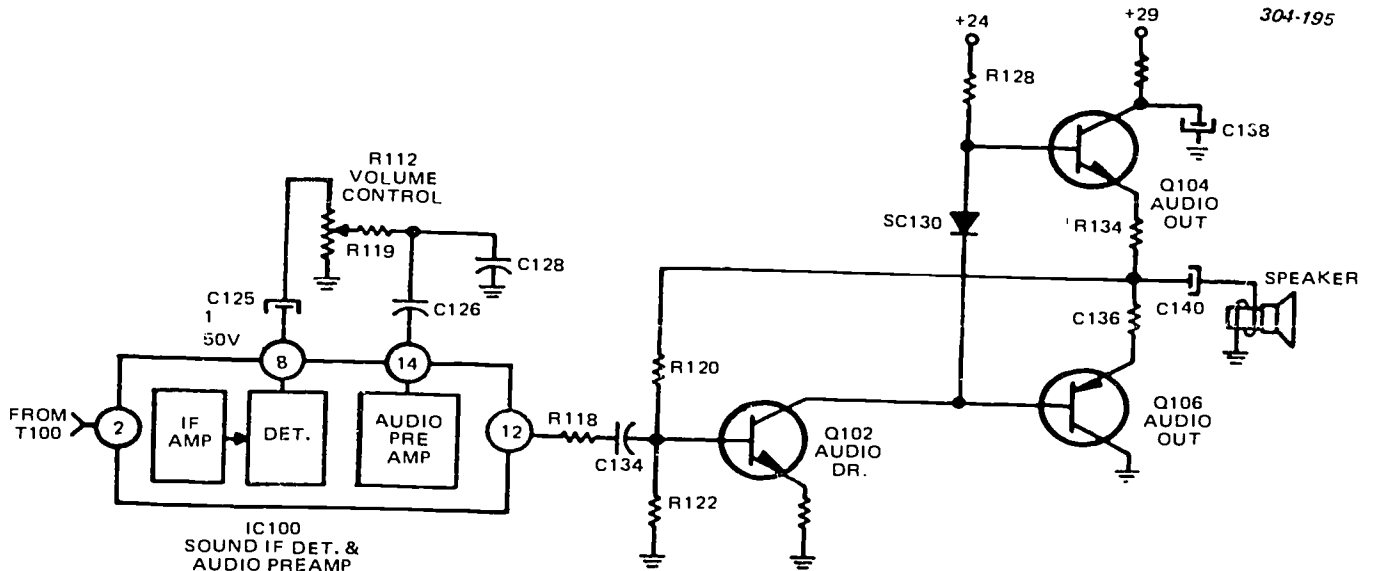 304-195
+24
+29
R128
C158
Q104
AUDIO
OUT
R112
VOLUME
CONTROL
SC130
R134
R119
C128
SPEAKER
C125
1
50V
C126
C136
C140
8
14
R120
FROM
T100
2
IF
AMP
DET.
AUDIO
PRE
AMP
12
R118
C134
Q102
AUDIO
DR.
Q106
AUDIO
OUT
R122
IC100
SOUND IF DET. &
AUDIO PREAMP